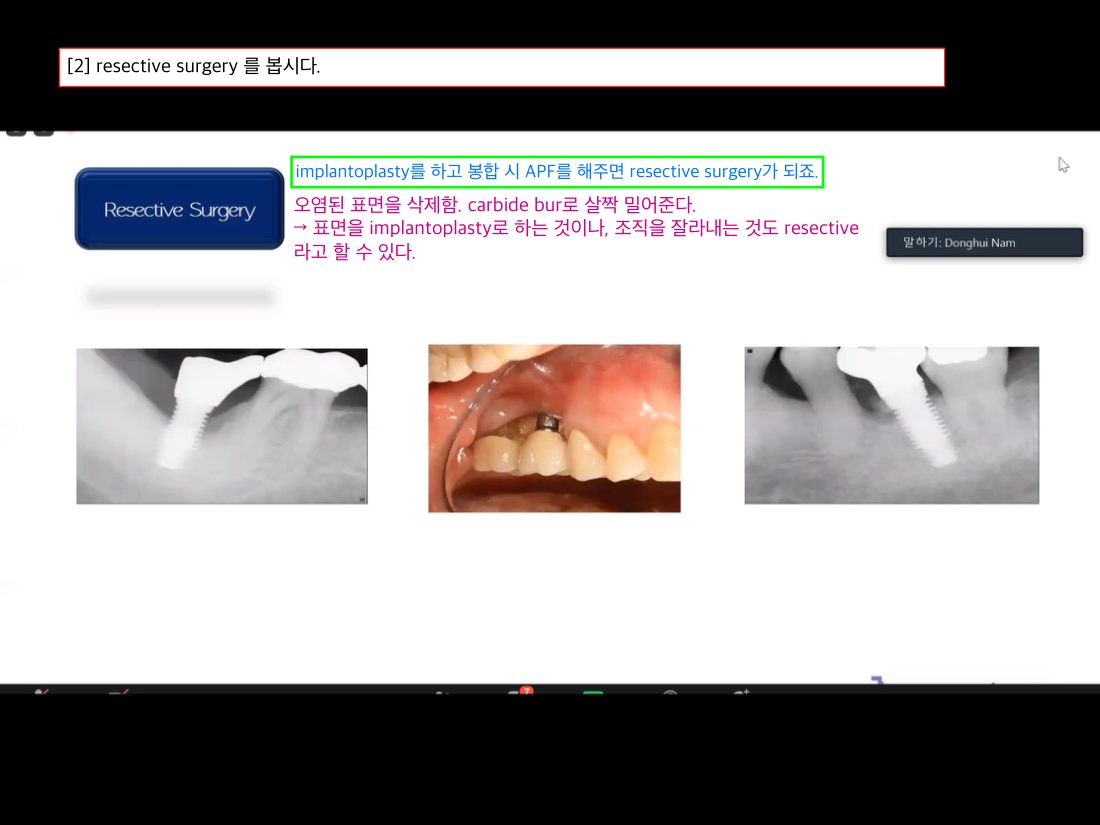 [2] resective surgery 를 봅시다.
implantoplasty를 하고 봉합 시 APF를 해주면 resective surgery가 되죠.
Resective Surgery
오염된 표면을 삭제함. carbide bur로 살짝 밀어준다.
→ 표면을 implantoplasty로 하는 것이나, 조직을 잘라내는 것도 resective
라고 할 수 있다.
말하기: Donghui Nam
7